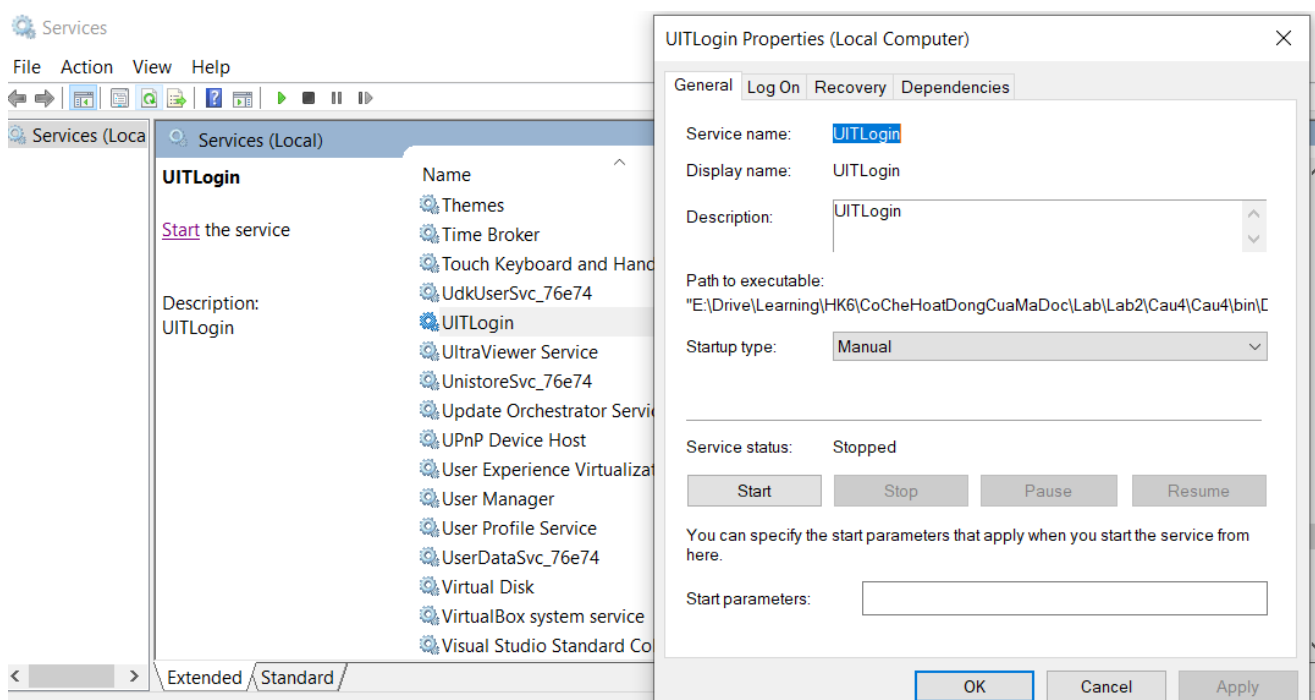 Services
File Action View Help
Services (Loca
Services (Local)
UITLogin
Start the service
Description:
UITLogin
Name
Themes
Time Broker
Touch Keyboard and Hand
UdkUserSvc_76e74
UITLogin
UltraViewer Service
UnistoreSvc_76e74
Update Orchestrator Servi
UPnP Device Host
User Experience Virtualizat
User Manager
User Profile Service
UserDataSvc_76e74
Virtual Disk
VirtualBox system service
Visual Studio Standard Co
Extended Standard
UITLogin Properties (Local Computer)
General Log On Recovery Dependencies
Service name: UITLogin
Display name: UITLogin
Description: UITLogin
Path to executable:
"E:\Drive\Learning\HK6\CoCheHoatDongCuaMaDoc\Lab\Lab2\Cau4\Cau4\bin\D
Startup type: Manual
Service status: Stopped
Start Stop Pause Resume
You can specify the start parameters that apply when you start the service from
here.
Start parameters:
OK Cancel Apply